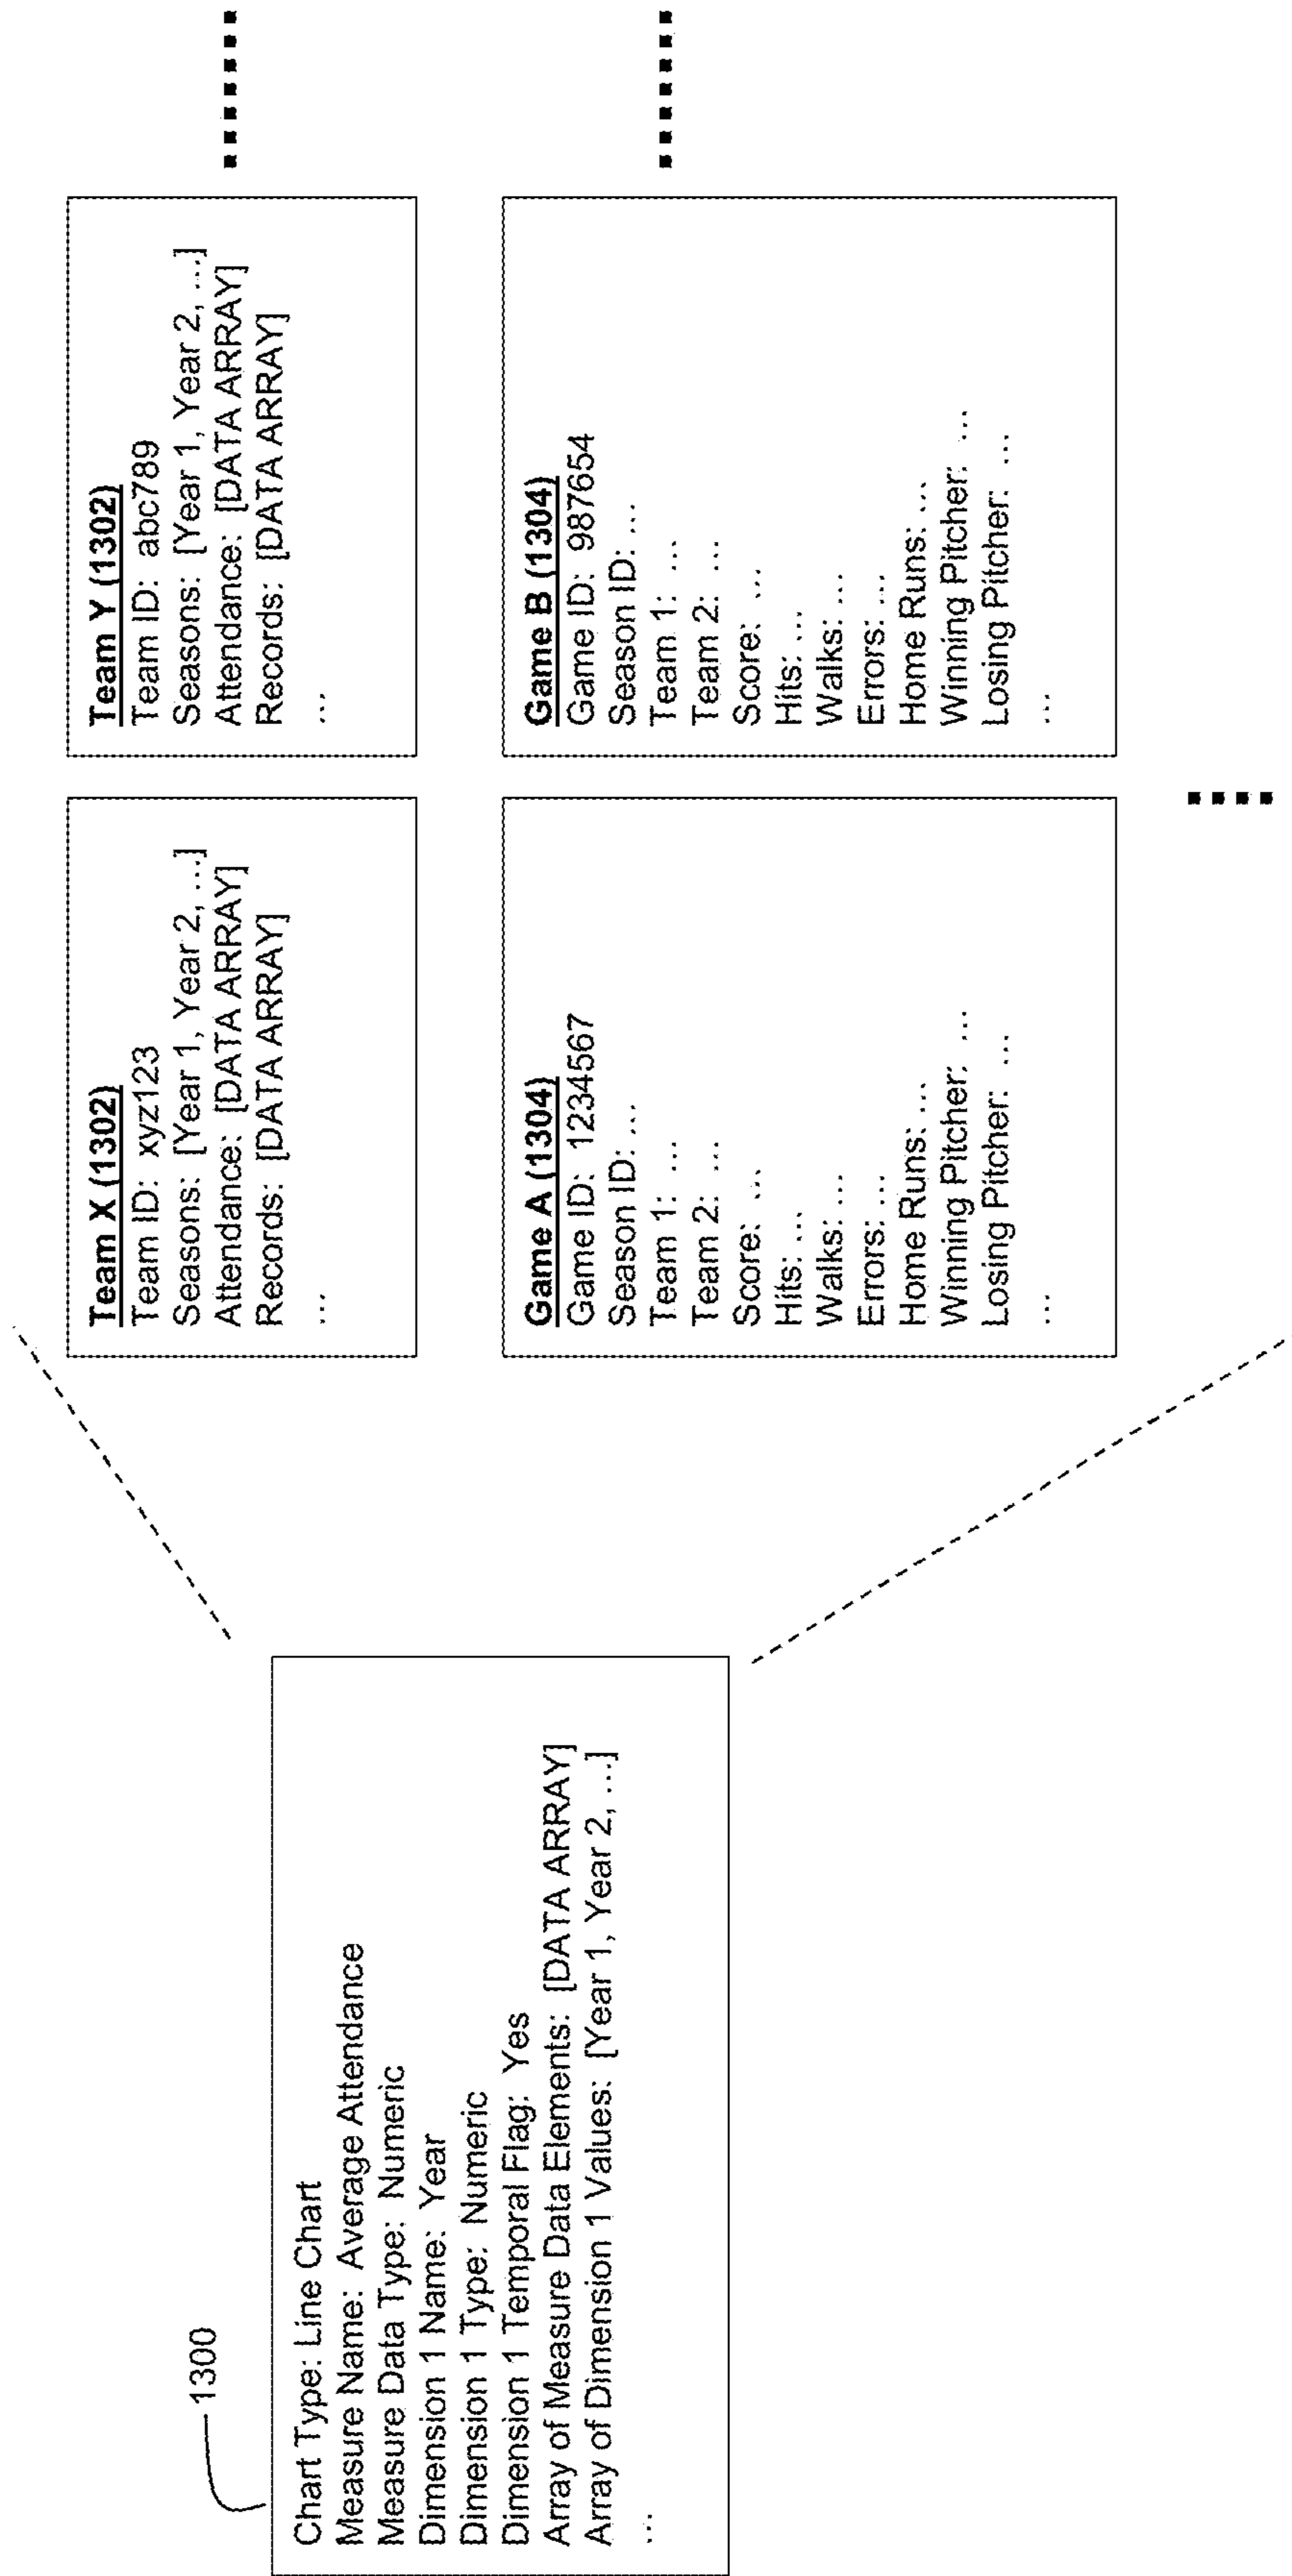 1300
Chart Type: Line Chart
Measure Name: Average Attendance
Measure Data Type: Numeric
Dimension 1 Name: Year
Dimension 1 Type: Numeric
Dimension 1 Temporal Flag: Yes
Array of Measure Data Elements: [DATA ARRAY]
Array of Dimension 1 Values: [Year 1, Year 2, ...]
...
Team X (1302)
Team ID: xyz123
Seasons: [Year 1, Year 2, ...]
Attendance: [DATA ARRAY]
Records: [DATA ARRAY]
...
Team Y (1302)
Team ID: abc789
Seasons: [Year 1, Year 2, ...]
Attendance: [DATA ARRAY]
Records: [DATA ARRAY]
...
Game A (1304)
Game ID: 1234567
Season ID: ...
Team 1: ...
Team 2: ...
Score: ...
Hits: ...
Walks: ...
Errors: ...
Home Runs: ...
Winning Pitcher: ...
Losing Pitcher: ...
...
Game B (1304)
Game ID: 987654
Season ID: ...
Team 1: ...
Team 2: ...
Score: ...
Hits: ...
Walks: ...
Errors: ...
Home Runs: ...
Winning Pitcher: ...
Losing Pitcher: ...
...